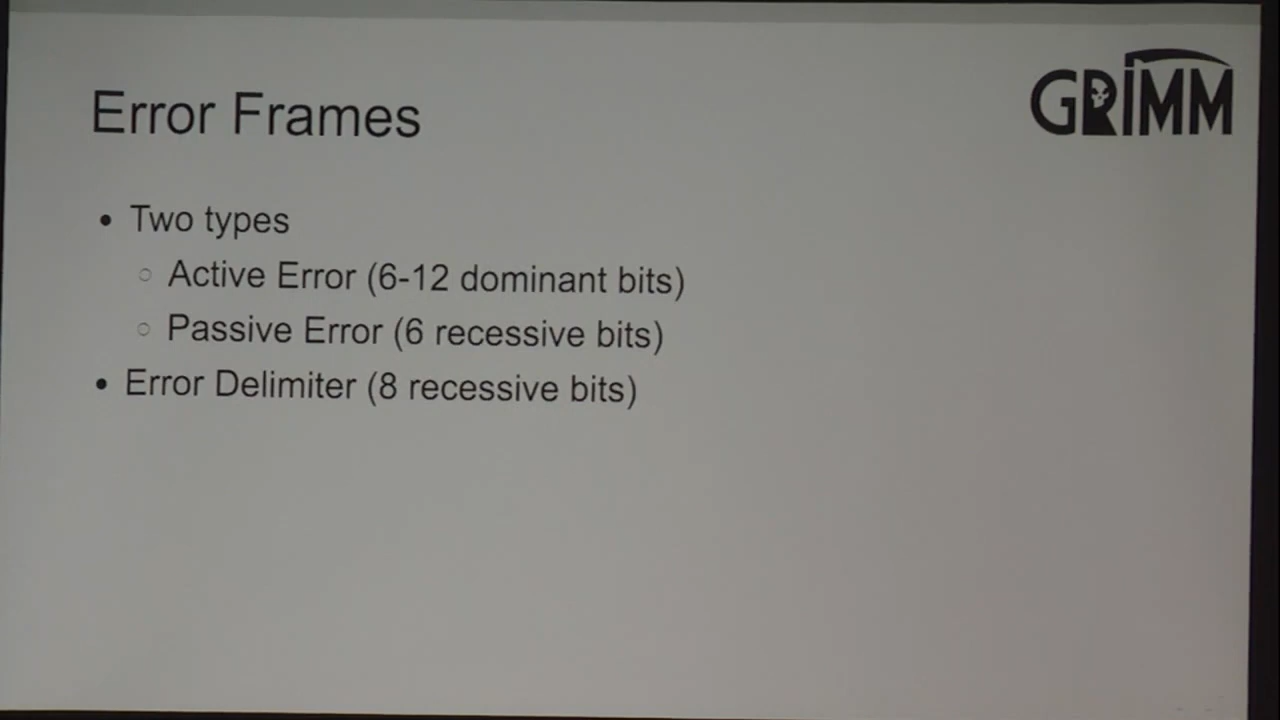 GRIMM
Error Frames
• Two types
○ Active Error (6-12 dominant bits)
○ Passive Error (6 recessive bits)
• Error Delimiter (8 recessive bits)